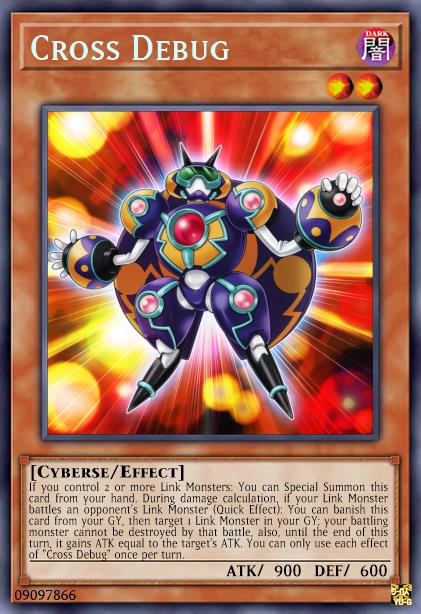 CROSS DEBUG
DARK
闇
[CYBERSE/EFFECT]
If you control 2 or more Link Monsters: You can Special Summon this
card from your hand. During damage calculation, if your Link Monster
battles an opponent's Link Monster (Quick Effect): You can banish this
card from your GY, then target 1 Link Monster in your GY; your battling
monster cannot be destroyed by that battle, also, until the end of this
turn, it gains ATK equal to the target's ATK. You can only use each effect
of "Cross Debug" once per turn.
ATK/ 900 DEF/ 600
09097866